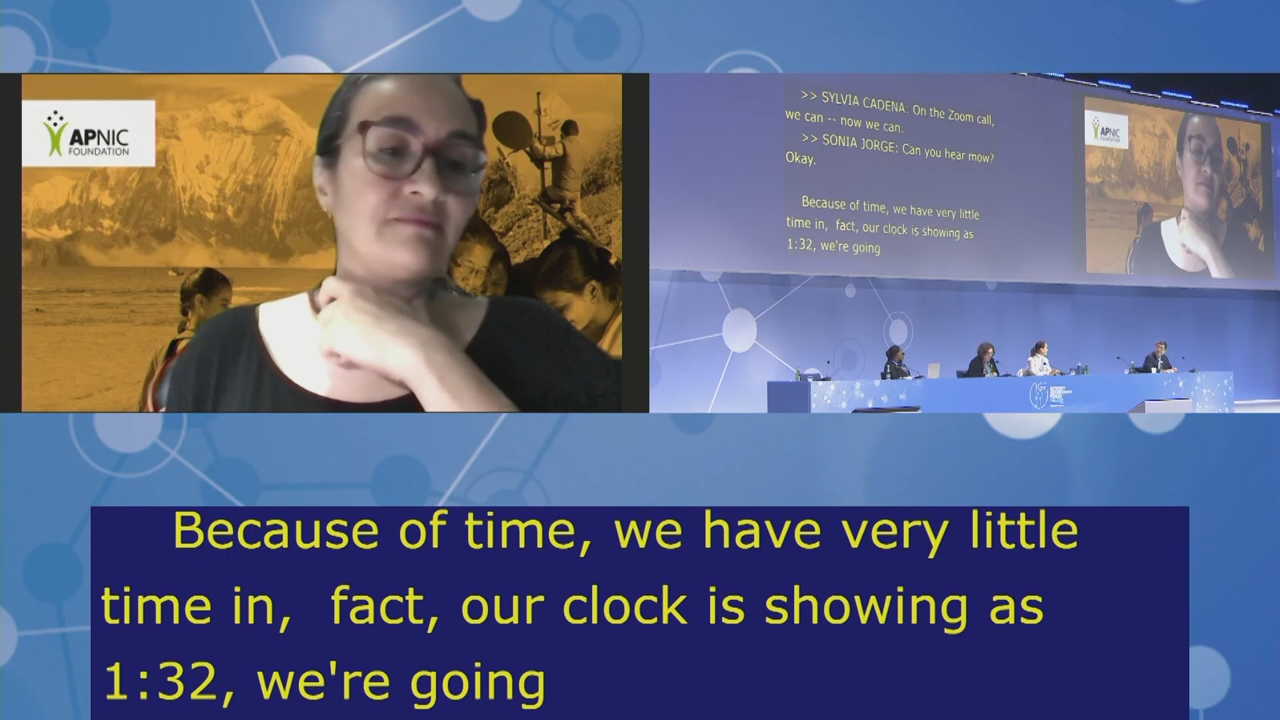 APNIC
FOUNDATION
>> SYLVIA CADENA: On the Zoom call,
we can -- now we can.
>> SONIA JORGE: Can you hear mow?
Okay.
Because of time, we have very little
time in, fact, our clock is showing as
1:32, we're going
APNIC
FOUNDATION
IGF
Because of time, we have very little
time in,  fact, our clock is showing as
1:32, we're going